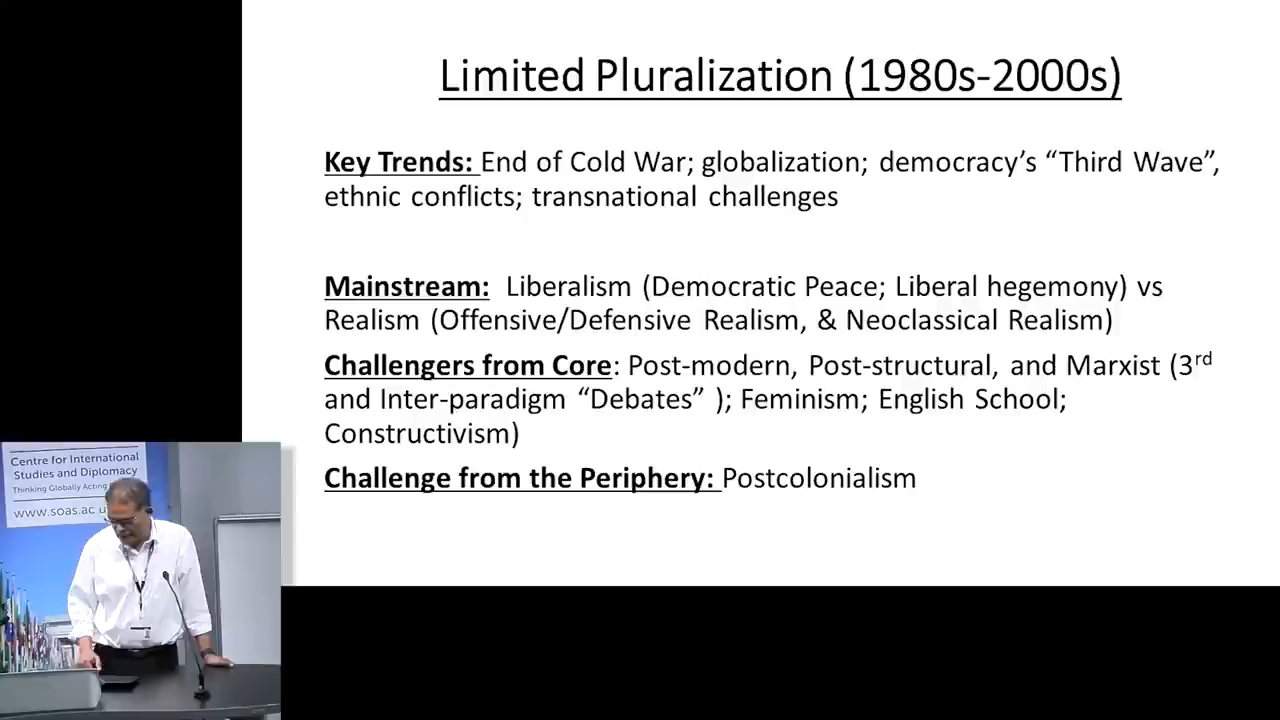 Limited Pluralization (1980s-2000s)
Key Trends: End of Cold War; globalization; democracy’s “Third Wave”,
ethnic conflicts; transnational challenges
Mainstream: Liberalism (Democratic Peace; Liberal hegemony) vs
Realism (Offensive/Defensive Realism, & Neoclassical Realism)
Challengers from Core: Post-modern, Post-structural, and Marxist (3rd
and Inter-paradigm “Debates” ); Feminism; English School;
Constructivism)
Challenge from the Periphery: Postcolonialism
Centre for International
Studies and Diplomacy
Thinking Globally Acting
www.soas.ac.u